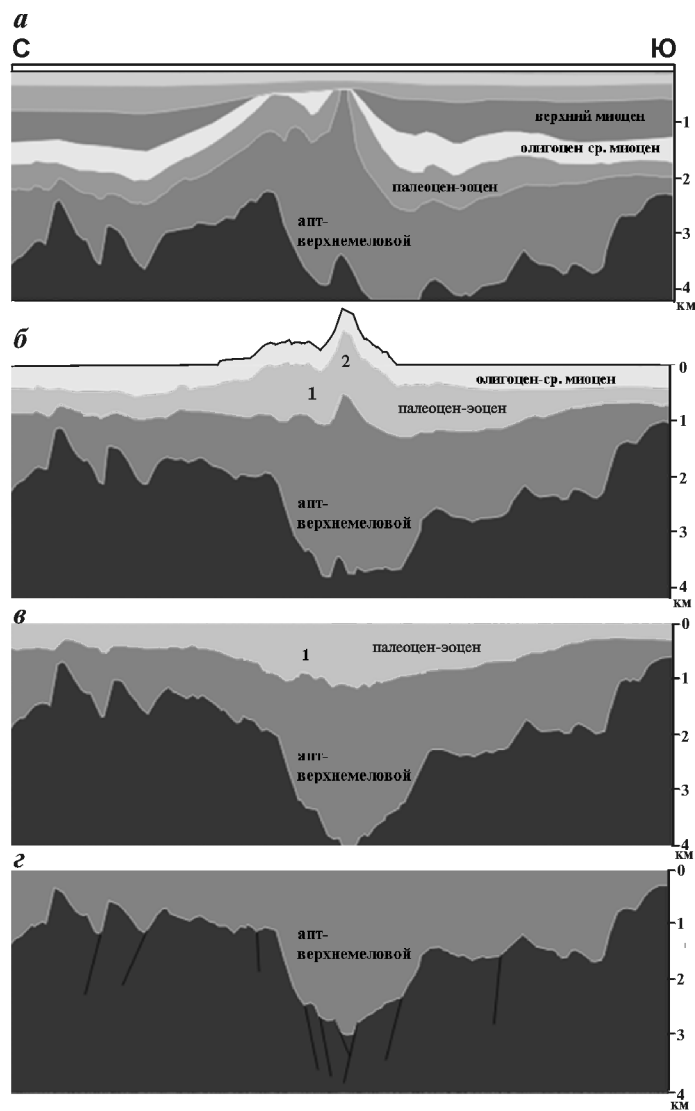 а
С Ю
верхний миоцен
-1
олигоцен-ср. миоцен
-2
палеоцен-эоцен
апт-
верхнемеловой
-3
-4
км
б
0
2
олигоцен-ср. миоцен
1
палеоцен-эоцен
1
2
апт-
верхнемеловой
3
4
км
в
0
1
палеоцен-эоцен
-1
2
апт-
верхнемеловой
3
4
км
г
0
апт-
верхнемеловой
-1
-2
-3
4
км